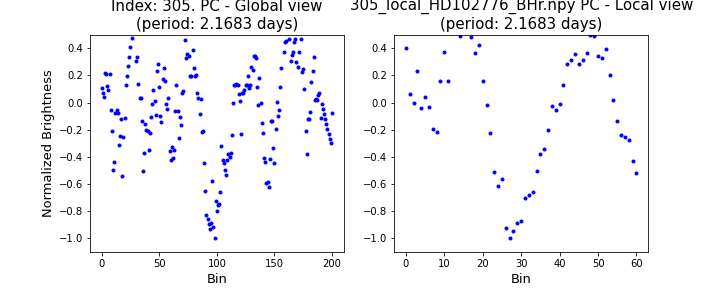 Index: 305. PC - Global view
(period: 2.1683 days)
305_local_HD102776_BHr.npy PC - Local view
(period: 2.1683 days)
Normalized Brightness
0.4
0.2
0.0
−0.2
−0.4
−0.6
−0.8
−1.0
0 50 100 150 200
Bin
0.4
0.2
0.0
−0.2
−0.4
−0.6
−0.8
−1.0
0 10 20 30 40 50 60
Bin